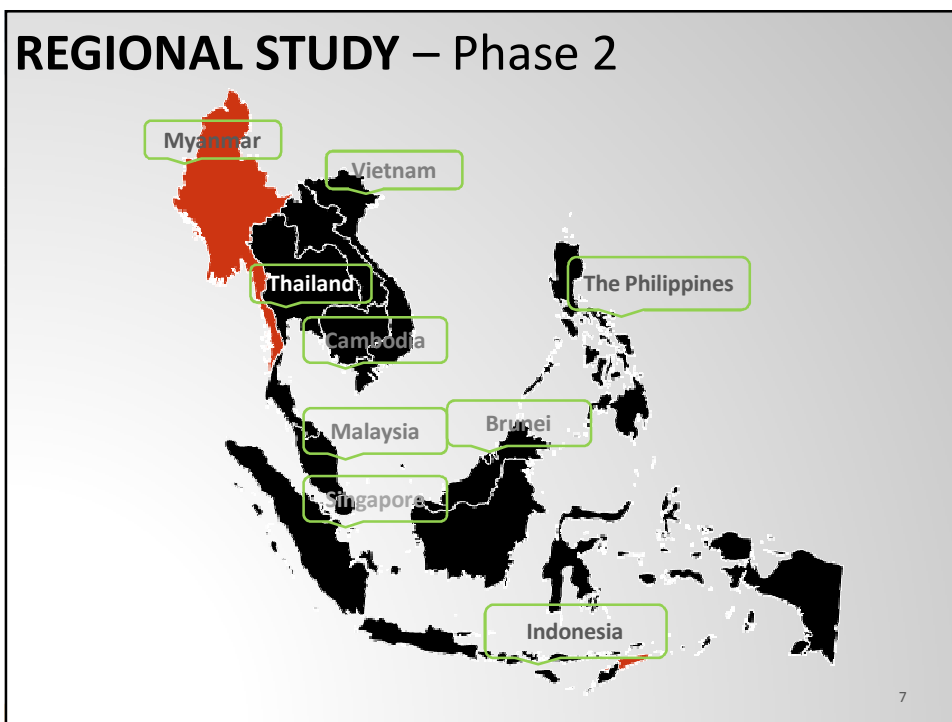 REGIONAL STUDY – Phase 2
Myanmar
Vietnam
Thailand
The Philippines
Cambodia
Malaysia
Brunei
Singapore
Indonesia
7